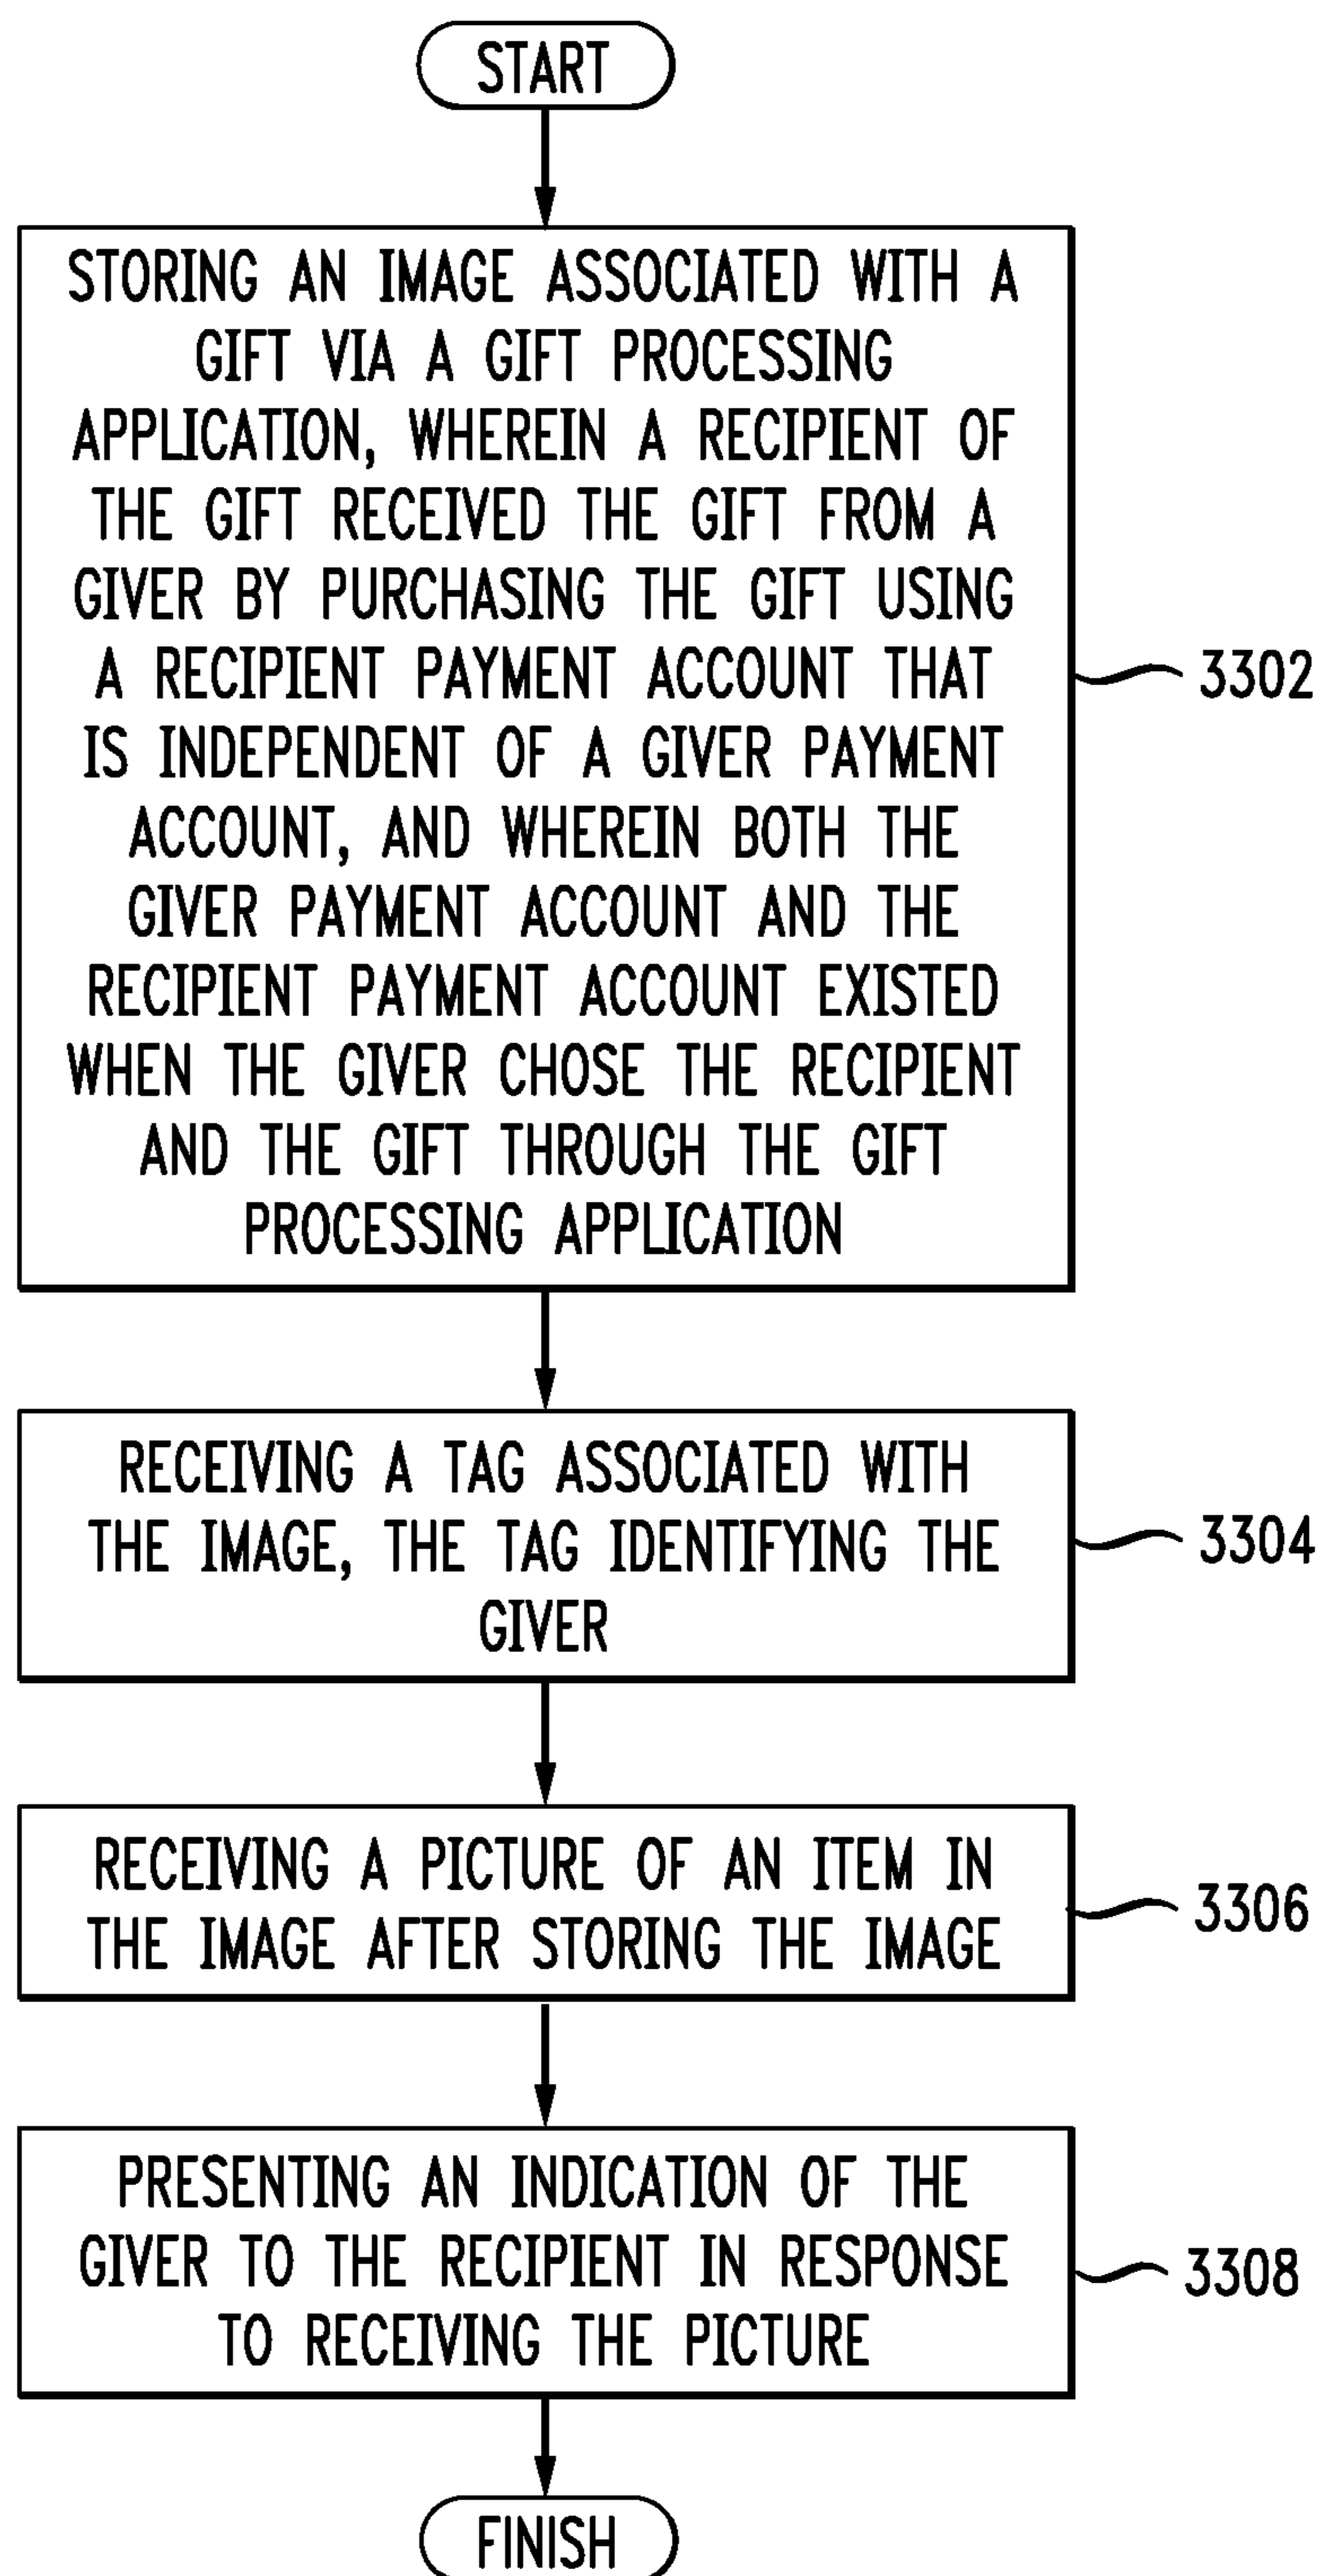 START
STORING AN IMAGE ASSOCIATED WITH A
GIFT VIA A GIFT PROCESSING
APPLICATION, WHEREIN A RECIPIENT OF
THE GIFT RECEIVED THE GIFT FROM A
GIVER BY PURCHASING THE GIFT USING
A RECIPIENT PAYMENT ACCOUNT THAT
IS INDEPENDENT OF A GIVER PAYMENT
ACCOUNT, AND WHEREIN BOTH THE
GIVER PAYMENT ACCOUNT AND THE
RECIPIENT PAYMENT ACCOUNT EXISTED
WHEN THE GIVER CHOSE THE RECIPIENT
AND THE GIFT THROUGH THE GIFT
PROCESSING APPLICATION
3302
RECEIVING A TAG ASSOCIATED WITH
THE IMAGE, THE TAG IDENTIFYING THE
GIVER
3304
RECEIVING A PICTURE OF AN ITEM IN
THE IMAGE AFTER STORING THE IMAGE
3306
PRESENTING AN INDICATION OF THE
GIVER TO THE RECIPIENT IN RESPONSE
TO RECEIVING THE PICTURE
3308
FINISH